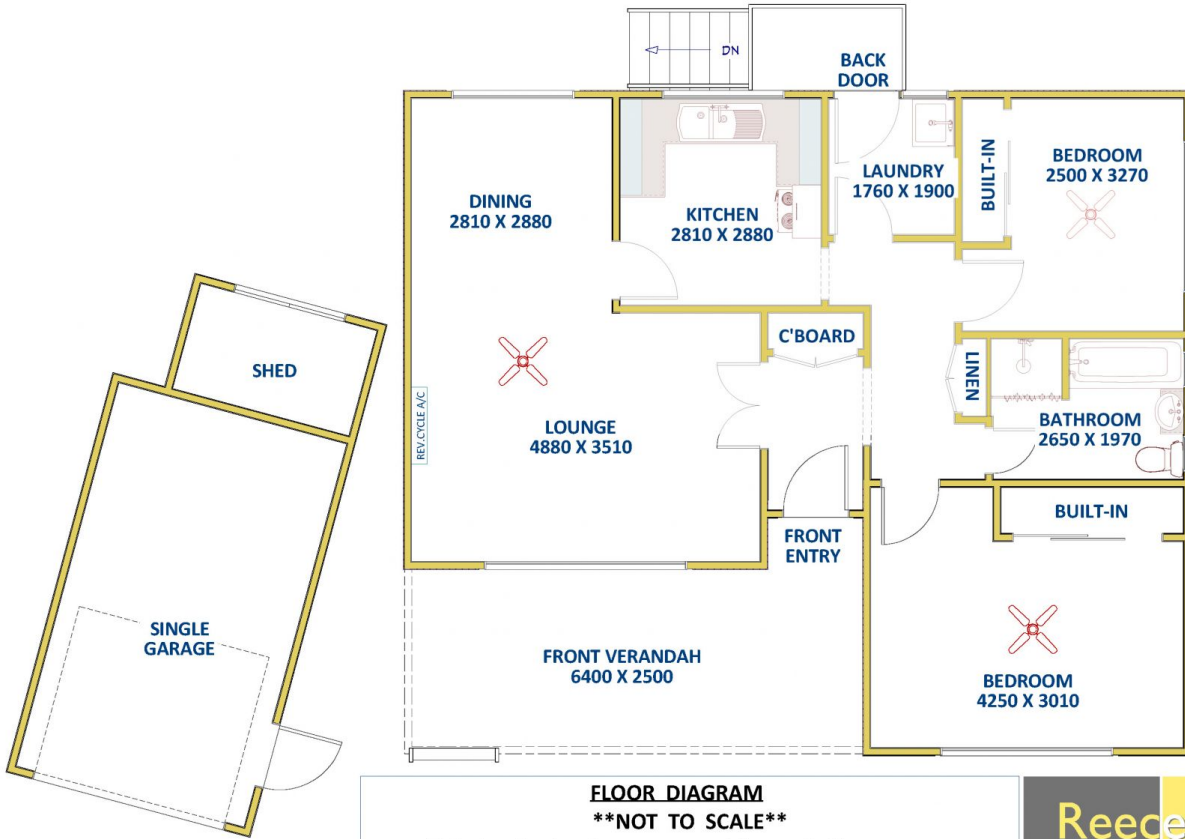 DN
BACK
DOOR
DINING
2810 X 2880
KITCHEN
2810 X 2880
LAUNDRY
1760 X 1900
BUILT-IN
BEDROOM
2500 X 3270
SHED
C'BOARD
LINEN
REV.CYCLE A/C
LOUNGE
4880 X 3510
BATHROOM
2650 X 1970
BUILT-IN
FRONT
ENTRY
SINGLE
GARAGE
FRONT VERANDAH
6400 X 2500
BEDROOM
4250 X 3010
FLOOR DIAGRAM
**NOT TO SCALE**
Reece